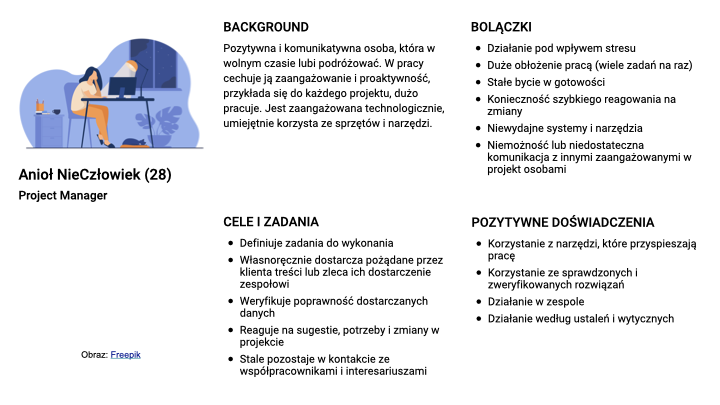 BACKGROUND
Pozytywna i komunikatywna osoba, która w
wolnym czasie lubi podróżować. W pracy
cechuje ją zaangażowanie i proaktywność,
przykłada się do każdego projektu, dużo
pracuje. Jest zaangażowana technologicznie,
umiejętnie korzysta ze sprzętów i narzędzi.
BOLĄCZKI
● Działanie pod wpływem stresu
● Duże obłożenie pracą (wiele zadań na raz)
● Stałe bycie w gotowości
● Konieczność szybkiego reagowania na
zmiany
● Niewydajne systemy i narzędzia
● Niemożność lub niedostateczna
komunikacja z innymi zaangażowanymi w
projekt osobami
Anioł NieCzłowiek (28)
Project Manager
CELE I ZADANIA
● Definiuje zadania do wykonania
● Własnoręcznie dostarcza pożądane przez
klienta treści lub zleca ich dostarczenie
zespołowi
● Weryfikuje poprawność dostarczanych
danych
● Reaguje na sugestie, potrzeby i zmiany w
projekcie
● Stale pozostaje w kontakcie ze
współpracownikami i interesariuszami
POZYTYWNE DOŚWIADCZENIA
● Korzystanie z narzędzi, które przyspieszają
pracę
● Korzystanie ze sprawdzonych i
zweryfikowanych rozwiązań
● Działanie w zespole
● Działanie według ustaleń i wytycznych
Obraz: Freepik